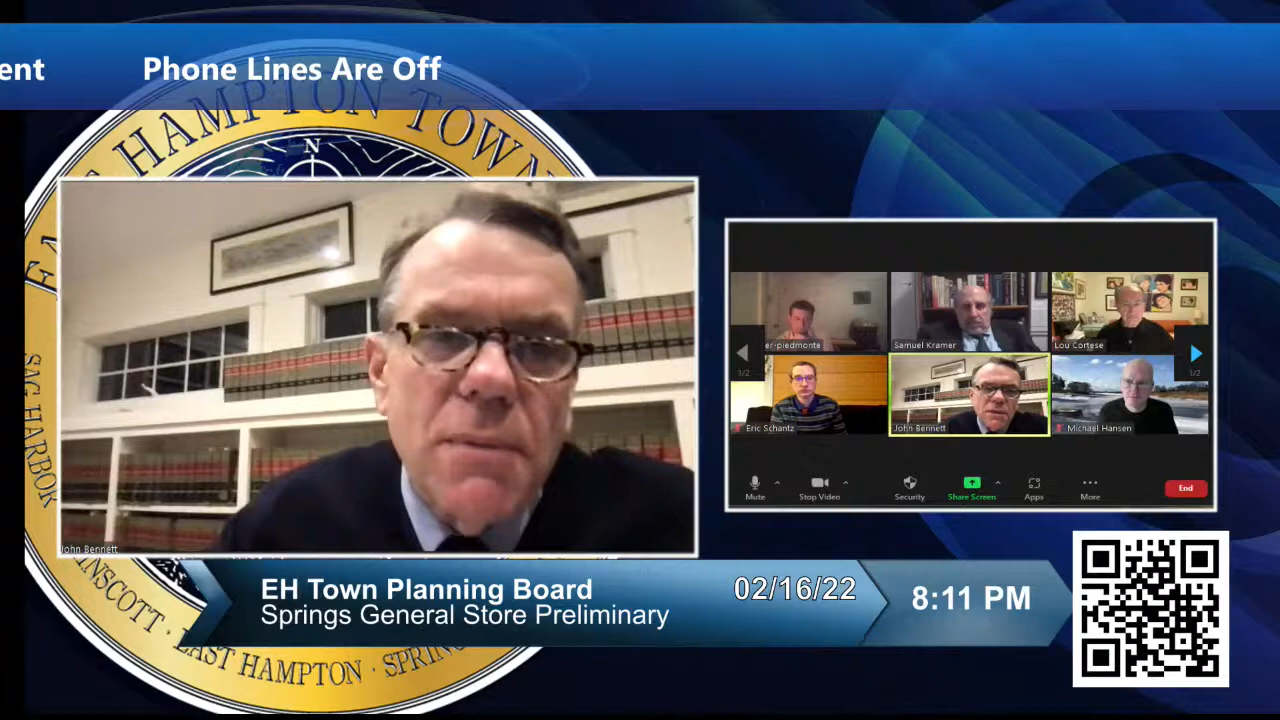 ent Phone Lines Are Off
HAMPTON TOWN
N
SAG HARBOR
EAST HAMPTON · SPRIN
John Bennett
er-piedmonte
Samuel Kramer
Lou Cortese
1/2
1/2
Eric Schantz
John Bennett
Michael Hansen
Mute
Stop Video
Security
Share Screen
Apps
More
End
EH Town Planning Board
Springs General Store Preliminary
02/16/22
8:11 PM